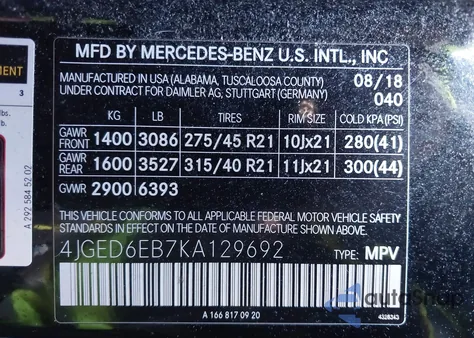 MFD BY MERCEDES-BENZ U.S. INTL., INC
MANUFACTURED IN USA (ALABAMA, TUSCALOOSA COUNTY) 08/18
UNDER CONTRACT FOR DAIMLER AG, STUTTGART (GERMANY) 040
KG LB TIRES RIM SIZE COLD KPA(PSI)
GAWR FRONT 1400 3086 275/45 R21 10Jx21 280(41)
GAWR REAR 1600 3527 315/40 R21 11Jx21 300(44)
GVWR 2900 6393
THIS VEHICLE CONFORMS TO ALL APPLICABLE FEDERAL MOTOR VEHICLE SAFETY
STANDARDS IN EFFECT ON THE DATE OF MANUFACTURE SHOWN ABOVE.
4JGED6EB7KA129692 TYPE: MPV
A 166 817 09 20
4328343
MENT
3
lbs.
A 292 584 52 02
autoSnap